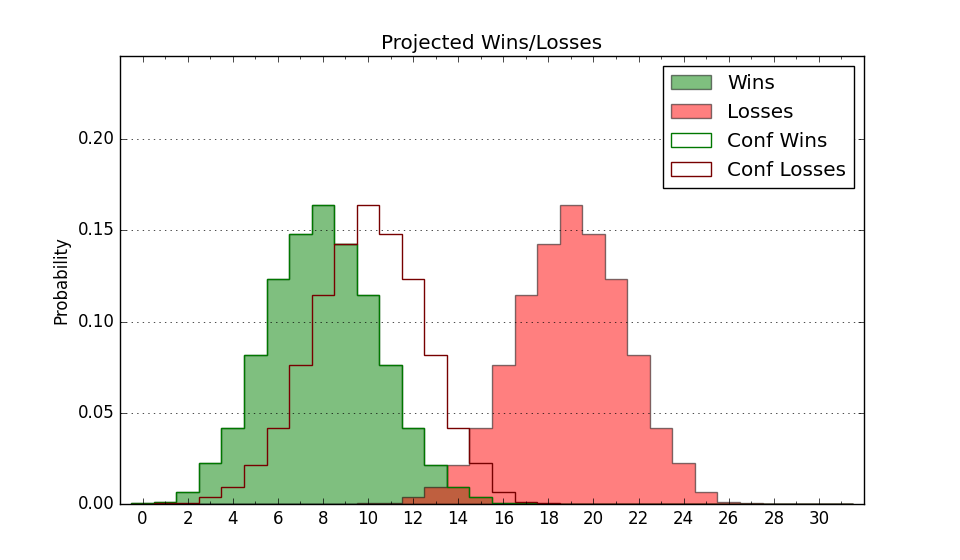 Projected Wins/Losses
Wins
Losses
Conf Wins
Conf Losses
Probability
0.20
0.15
0.10
0.05
0.00
0 2 4 6 8 10 12 14 16 18 20 22 24 26 28 30